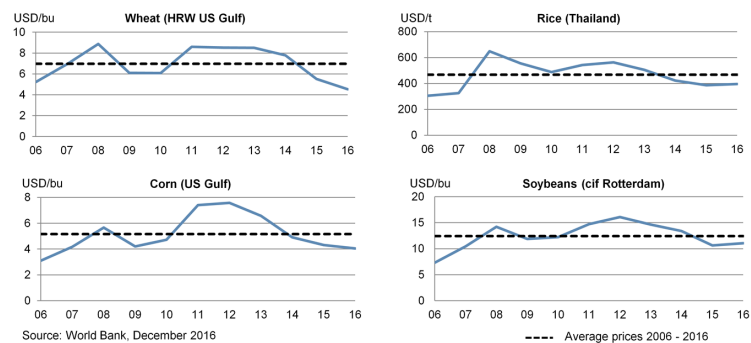 USD/bu Wheat (HRW US Gulf)
10
8
6
4
2
0
06 07 08 09 10 11 12 13 14 15 16
USD/t Rice (Thailand)
800
600
400
200
0
06 07 08 09 10 11 12 13 14 15 16
USD/bu Corn (US Gulf)
8
6
4
2
0
06 07 08 09 10 11 12 13 14 15 16
USD/bu Soybeans (cif Rotterdam)
20
15
10
5
0
06 07 08 09 10 11 12 13 14 15 16
Source: World Bank, December 2016
Average prices 2006 - 2016